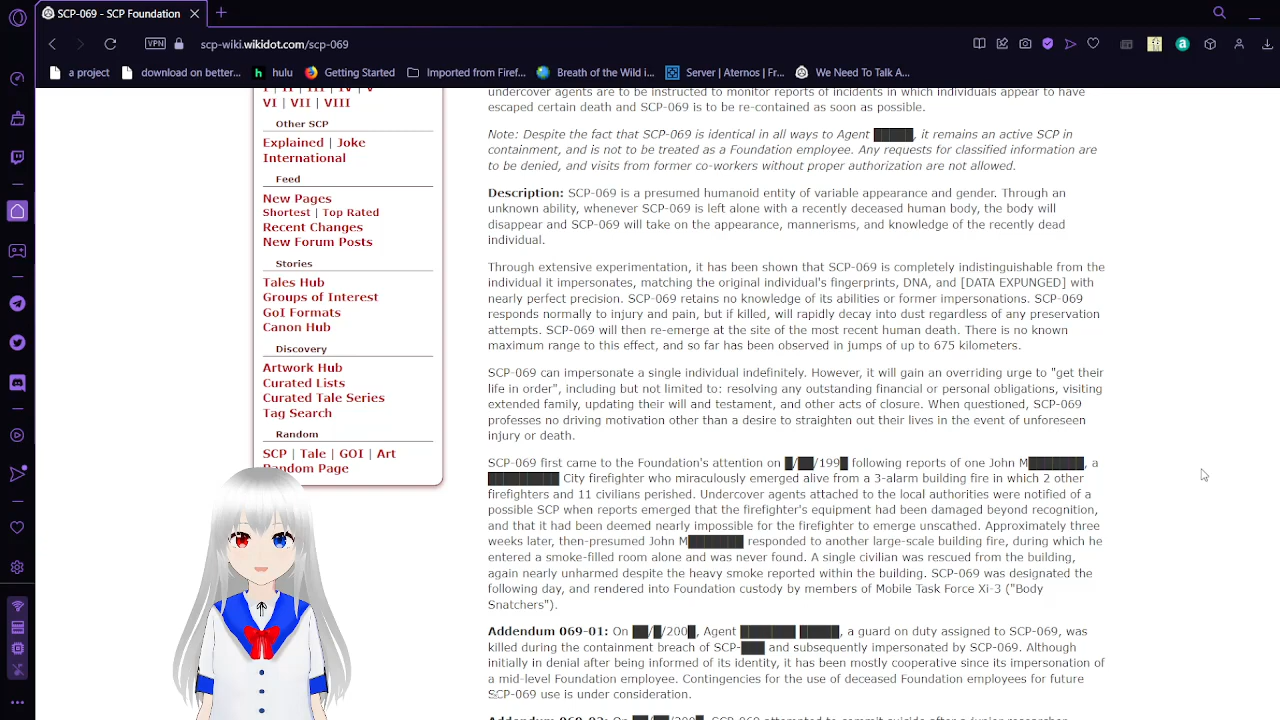 SCP-069 - SCP Foundation
VPN
scp-wiki.wikidot.com/scp-069
a project
download on better...
hulu
Getting Started
Imported from Firef...
Breath of the Wild i...
Server | Aternos | Fr...
We Need To Talk A...
I | II | III | IV | V
VI | VII | VIII
Other SCP
Explained | Joke
International
Feed
New Pages
Shortest | Top Rated
Recent Changes
New Forum Posts
Stories
Tales Hub
Groups of Interest
GoI Formats
Canon Hub
Discovery
Artwork Hub
Curated Lists
Curated Tale Series
Tag Search
Random
SCP | Tale | GOI | Art
Random Page
undercover agents are to be instructed to monitor reports of incidents in which individuals appear to have
escaped certain death and SCP-069 is to be re-contained as soon as possible.
Note: Despite the fact that SCP-069 is identical in all ways to Agent █████, it remains an active SCP in
containment, and is not to be treated as a Foundation employee. Any requests for classified information are
to be denied, and visits from former co-workers without proper authorization are not allowed.
Description: SCP-069 is a presumed humanoid entity of variable appearance and gender. Through an
unknown ability, whenever SCP-069 is left alone with a recently deceased human body, the body will
disappear and SCP-069 will take on the appearance, mannerisms, and knowledge of the recently dead
individual.
Through extensive experimentation, it has been shown that SCP-069 is completely indistinguishable from the
individual it impersonates, matching the original individual's fingerprints, DNA, and [DATA EXPUNGED] with
nearly perfect precision. SCP-069 retains no knowledge of its abilities or former impersonations. SCP-069
responds normally to injury and pain, but if killed, will rapidly decay into dust regardless of any preservation
attempts. SCP-069 will then re-emerge at the site of the most recent human death. There is no known
maximum range to this effect, and so far has been observed in jumps of up to 675 kilometers.
SCP-069 can impersonate a single individual indefinitely. However, it will gain an overriding urge to "get their
life in order", including but not limited to: resolving any outstanding financial or personal obligations, visiting
extended family, updating their will and testament, and other acts of closure. When questioned, SCP-069
professes no driving motivation other than a desire to straighten out their lives in the event of unforeseen
injury or death.
SCP-069 first came to the Foundation's attention on █/██/199█ following reports of one John M███████, a
█████████ City firefighter who miraculously emerged alive from a 3-alarm building fire in which 2 other
firefighters and 11 civilians perished. Undercover agents attached to the local authorities were notified of a
possible SCP when reports emerged that the firefighter's equipment had been damaged beyond recognition,
and that it had been deemed nearly impossible for the firefighter to emerge unscathed. Approximately three
weeks later, then-presumed John M███████ responded to another large-scale building fire, during which he
entered a smoke-filled room alone and was never found. A single civilian was rescued from the building,
again nearly unharmed despite the heavy smoke reported within the building. SCP-069 was designated the
following day, and rendered into Foundation custody by members of Mobile Task Force Xi-3 ("Body
Snatchers").
Addendum 069-01: On ██/█/200█, Agent ███████ █████, a guard on duty assigned to SCP-069, was
killed during the containment breach of SCP-███ and subsequently impersonated by SCP-069. Although
initially in denial after being informed of its identity, it has been mostly cooperative since its impersonation of
a mid-level Foundation employee. Contingencies for the use of deceased Foundation employees for future
SCP-069 use is under consideration.